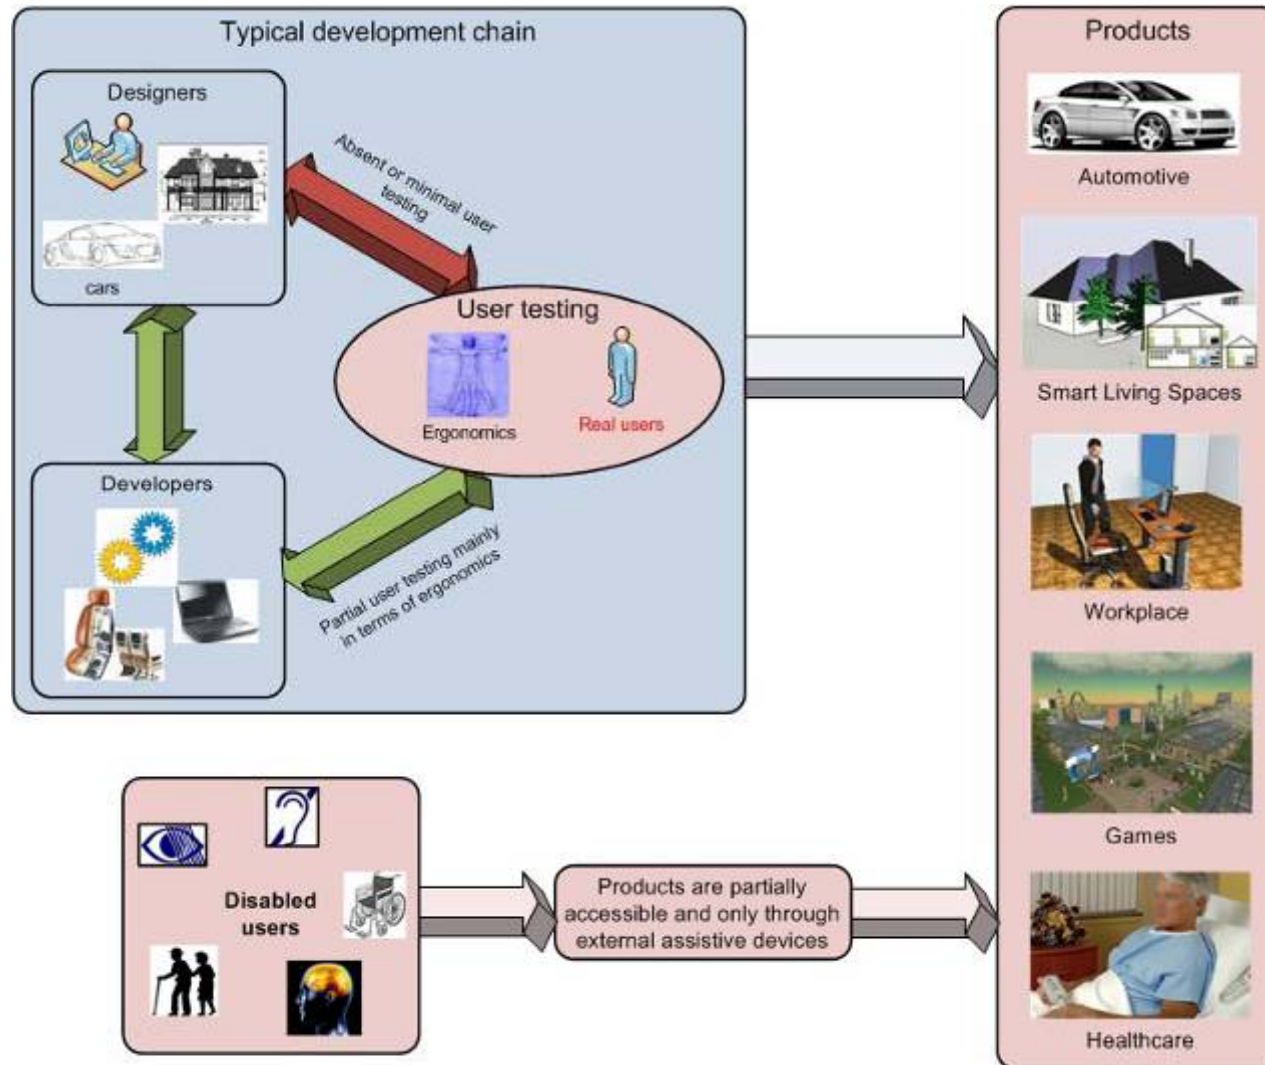 Typical development chain
Designers
cars
Absent or minimal user
testing
User testing
Ergonomics
Real users
Developers
Partial user testing mainly
in terms of ergonomics
Products
Automotive
Smart Living Spaces
Workplace
Games
Healthcare
Disabled
users
Products are partially
accessible and only through
external assistive devices